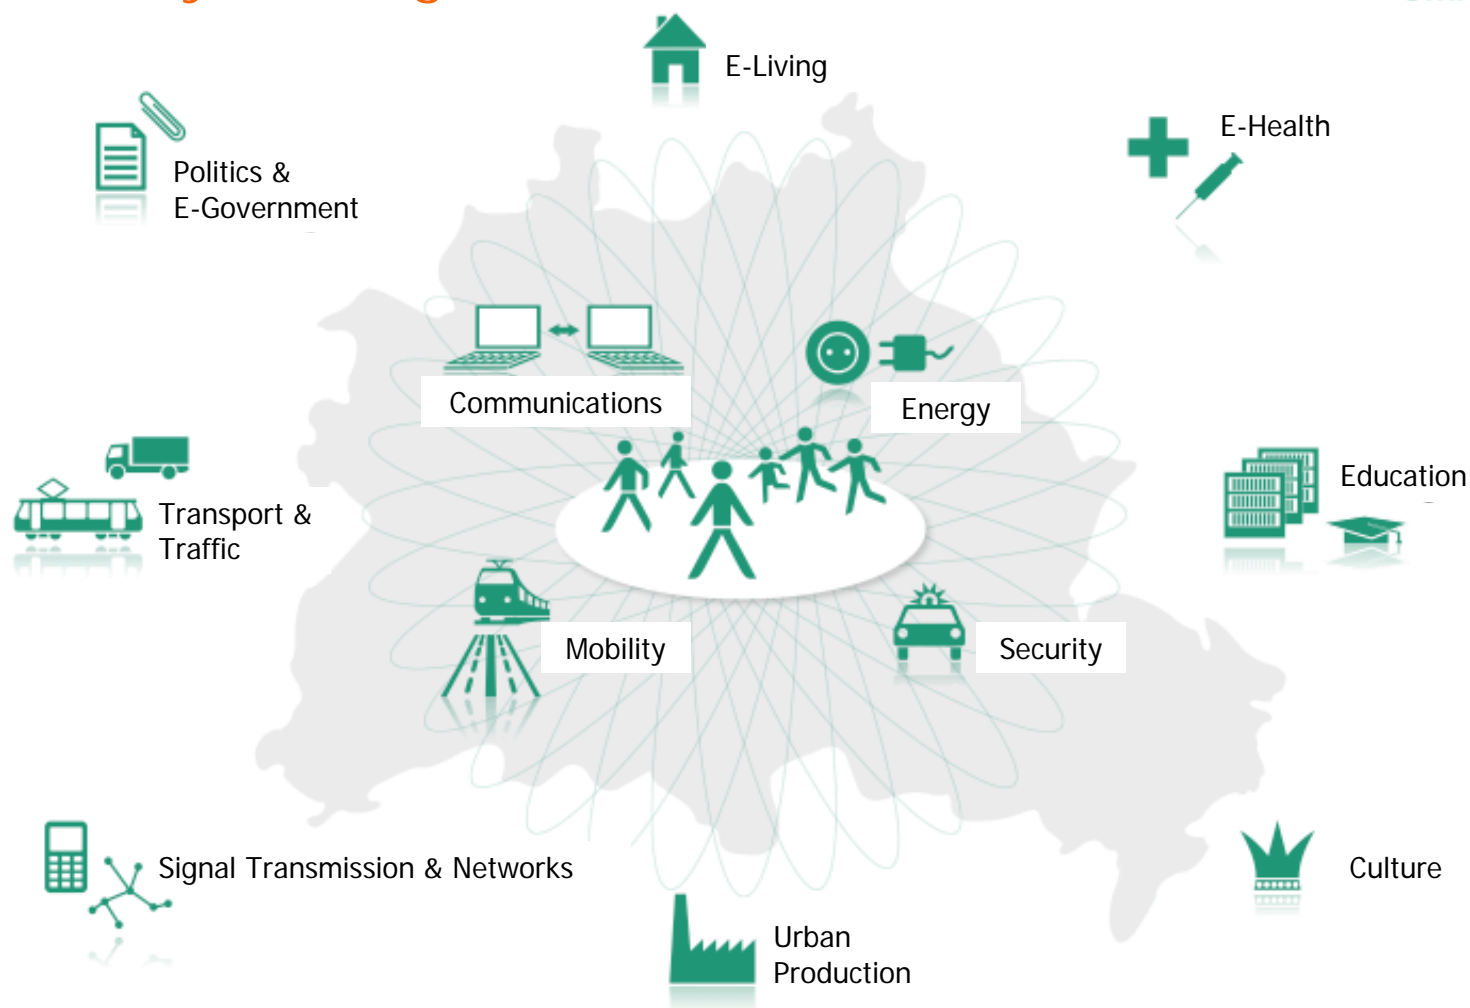 E-Living
E-Health
Politics &
E-Government
Communications
Energy
Education
Transport &
Traffic
Mobility
Security
Signal Transmission & Networks
Culture
Urban
Production